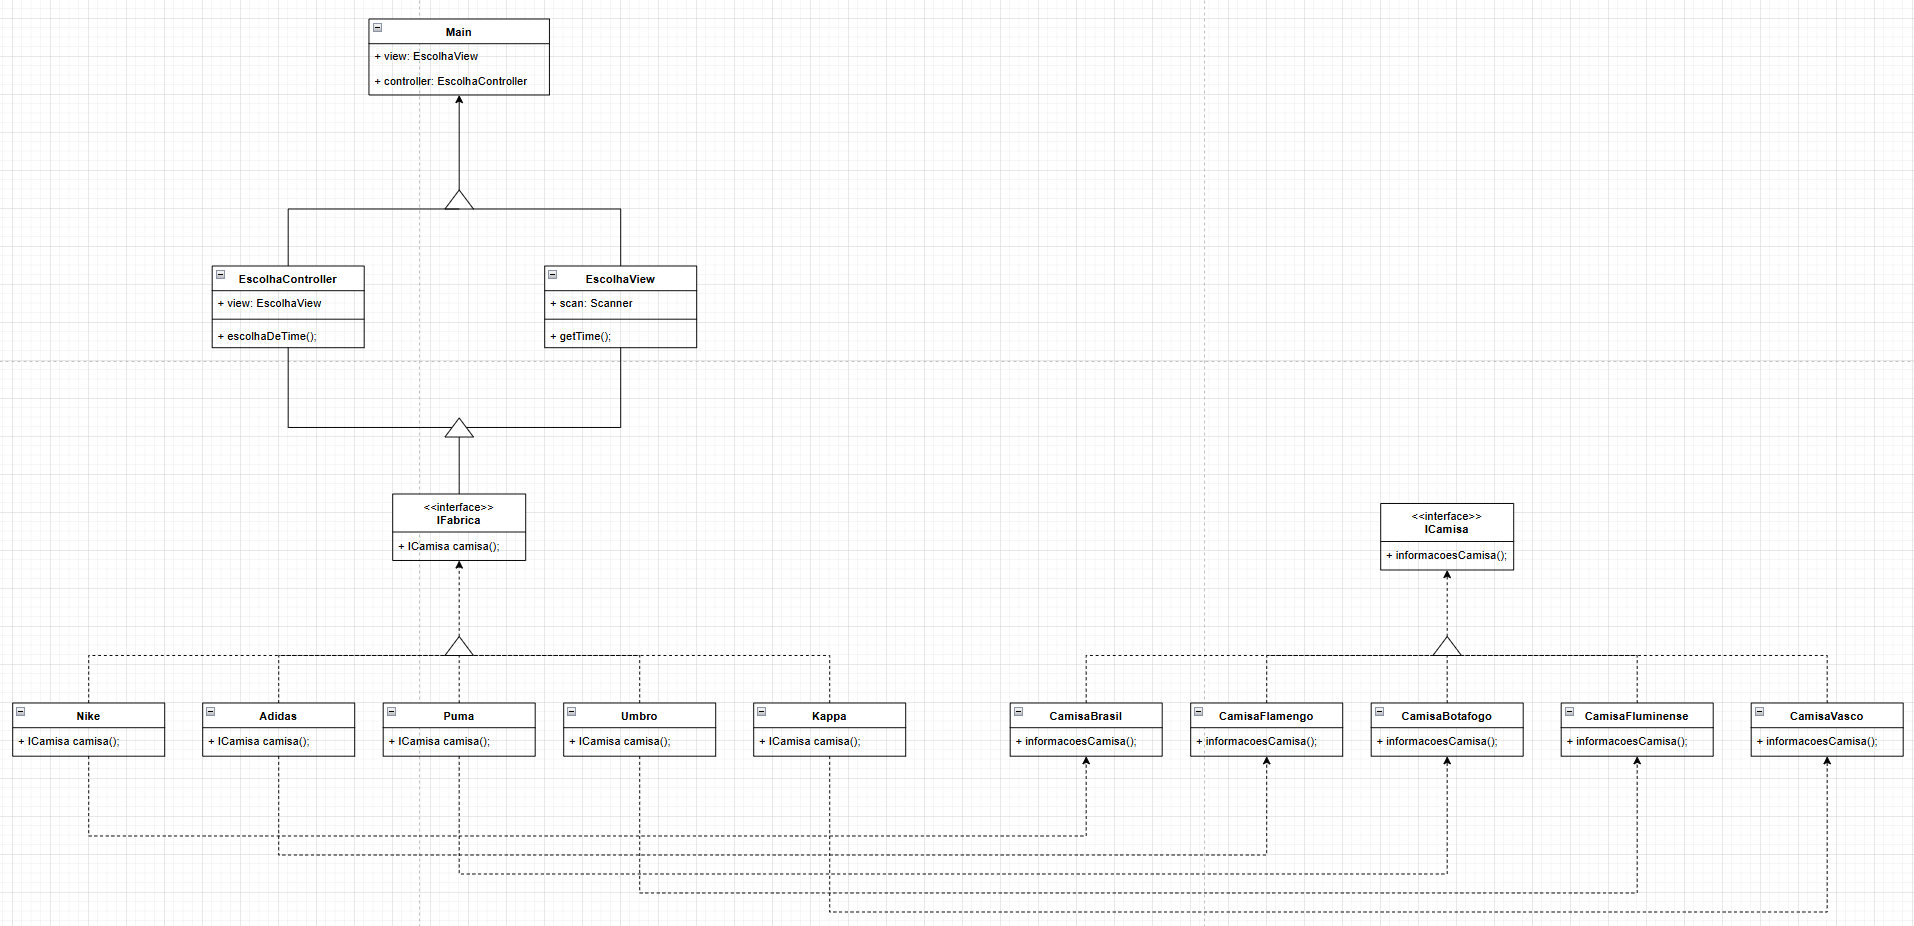 Main
+ view: EscolhaView
+ controller: EscolhaController
EscolhaController
+ view: EscolhaView
+ escolhaDeTime();
EscolhaView
+ scan: Scanner
+ getTime();
<<interface>>
IFabrica
+ ICamisa camisa();
<<interface>>
ICamisa
+ informacoesCamisa();
Nike
+ ICamisa camisa();
Adidas
+ ICamisa camisa();
Puma
+ ICamisa camisa();
Umbro
+ ICamisa camisa();
Kappa
+ ICamisa camisa();
CamisaBrasil
+ informacoesCamisa();
CamisaFlamengo
+ informacoesCamisa();
CamisaBotafogo
+ informacoesCamisa();
CamisaFluminense
+ informacoesCamisa();
CamisaVasco
+ informacoesCamisa();